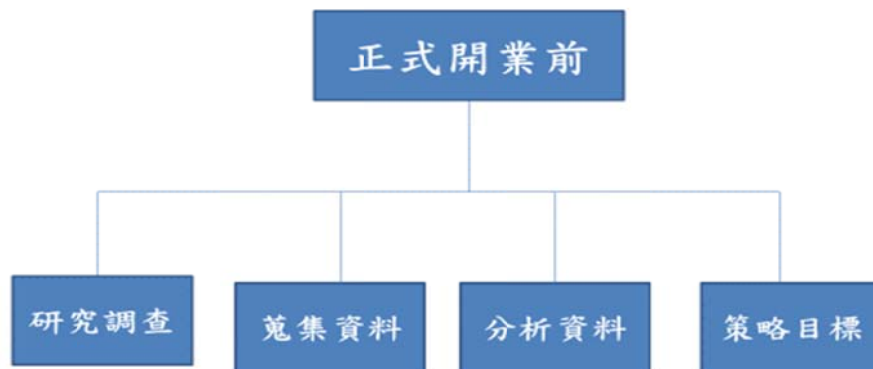 正式開業前
研究調查
蒐集資料
分析資料
策略目標